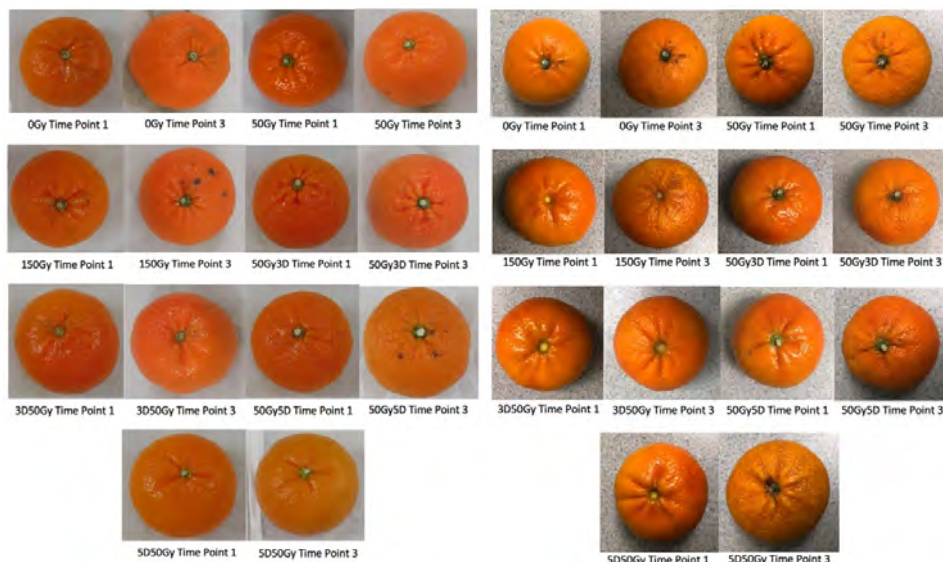 0Gy Time Point 1
0Gy Time Point 3
50Gy Time Point 1
50Gy Time Point 3
150Gy Time Point 1
150Gy Time Point 3
50Gy3D Time Point 1
50Gy3D Time Point 3
3D50Gy Time Point 1
3D50Gy Time Point 3
50Gy5D Time Point 1
50Gy5D Time Point 3
5D50Gy Time Point 1
5D50Gy Time Point 3
0Gy Time Point 1
0Gy Time Point 3
50Gy Time Point 1
50Gy Time Point 3
150Gy Time Point 1
150Gy Time Point 3
50Gy3D Time Point 1
50Gy3D Time Point 3
3D50Gy Time Point 1
3D50Gy Time Point 3
50Gy5D Time Point 1
50Gy5D Time Point 3
5D50Gy Time Point 1
5D50Gy Time Point 3